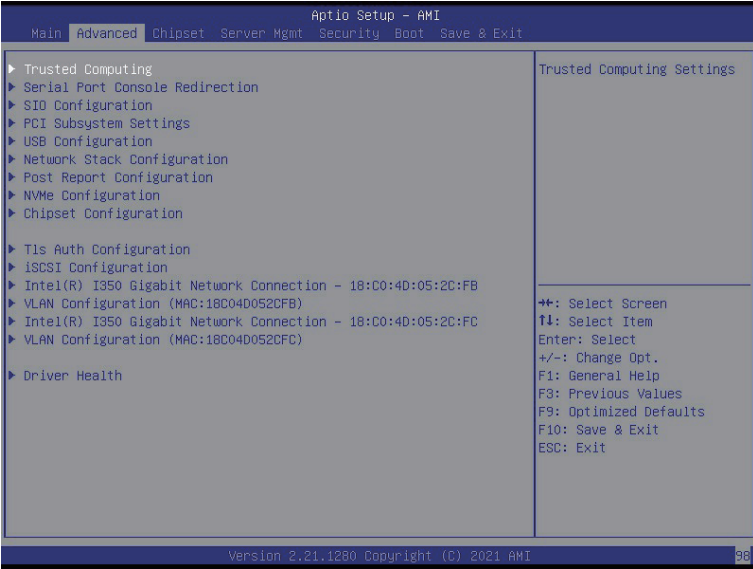 Aptio Setup – AMI
Main Advanced Chipset Server Mgmt Security Boot Save & Exit
Trusted Computing
Serial Port Console Redirection
SIO Configuration
PCI Subsystem Settings
USB Configuration
Network Stack Configuration
Post Report Configuration
NVMe Configuration
Chipset Configuration
Tls Auth Configuration
iSCSI Configuration
Intel(R) I350 Gigabit Network Connection – 18:C0:4D:05:2C:FB
VLAN Configuration (MAC:18C04D052CFB)
Intel(R) I350 Gigabit Network Connection – 18:C0:4D:05:2C:FC
VLAN Configuration (MAC:18C04D052CFC)
Driver Health
Trusted Computing Settings
→←: Select Screen
↑↓: Select Item
Enter: Select
+/-: Change Opt.
F1: General Help
F3: Previous Values
F9: Optimized Defaults
F10: Save & Exit
ESC: Exit
Version 2.21.1280 Copyright (C) 2021 AMI
98